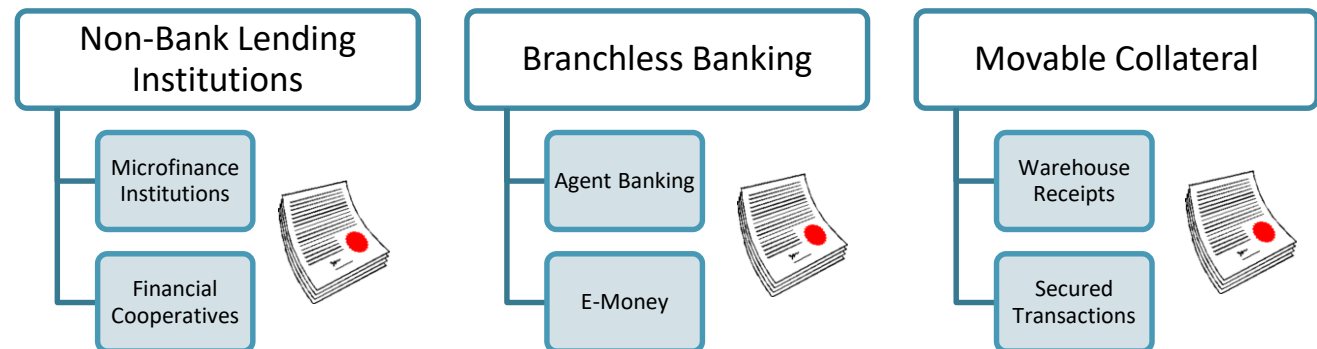 Non-Bank Lending
Institutions
Microfinance
Institutions
Financial
Cooperatives
Branchless Banking
Agent Banking
E-Money
Movable Collateral
Warehouse
Receipts
Secured
Transactions